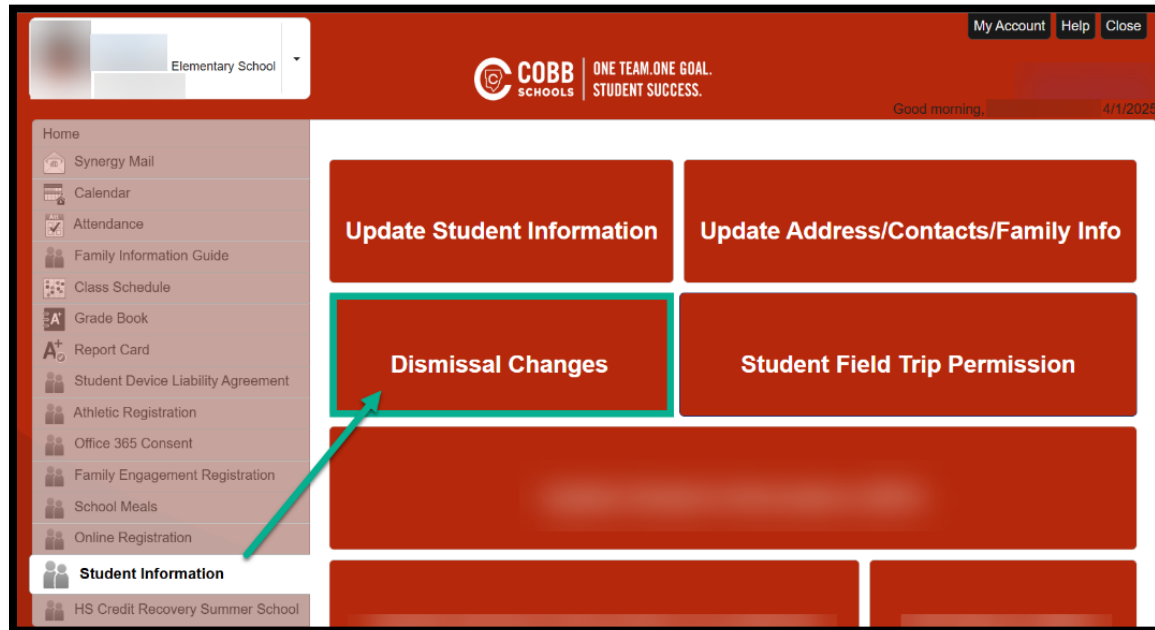 My Account Help Close
Elementary School
COBB
SCHOOLS
ONE TEAM.ONE GOAL.
STUDENT SUCCESS.
Good morning, 4/1/2025
Home
Synergy Mail
Calendar
Attendance
Family Information Guide
Class Schedule
Grade Book
Report Card
Student Device Liability Agreement
Athletic Registration
Office 365 Consent
Family Engagement Registration
School Meals
Online Registration
Student Information
HS Credit Recovery Summer School
Update Student Information
Update Address/Contacts/Family Info
Dismissal Changes
Student Field Trip Permission